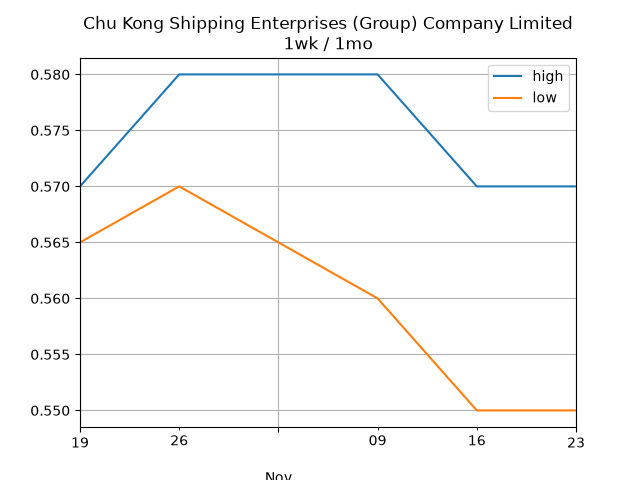 Chu Kong Shipping Enterprises (Group) Company Limited
1wk / 1mo
high
low
0.580
0.575
0.570
0.565
0.560
0.555
0.550
19
26
09
16
23
Nov